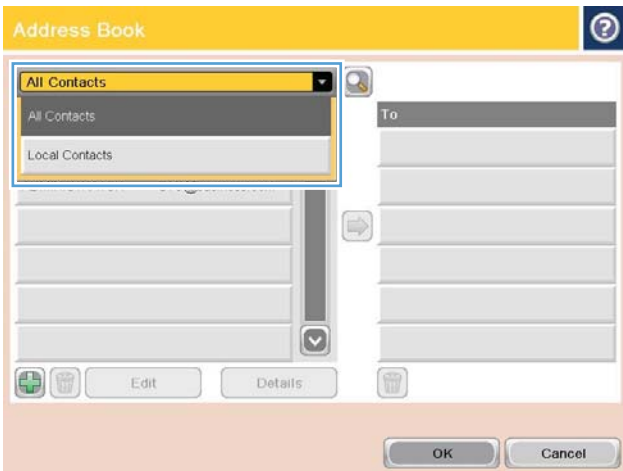 Address Book
?
All Contacts
All Contacts
To
Local Contacts
Edit
Details
OK
Cancel